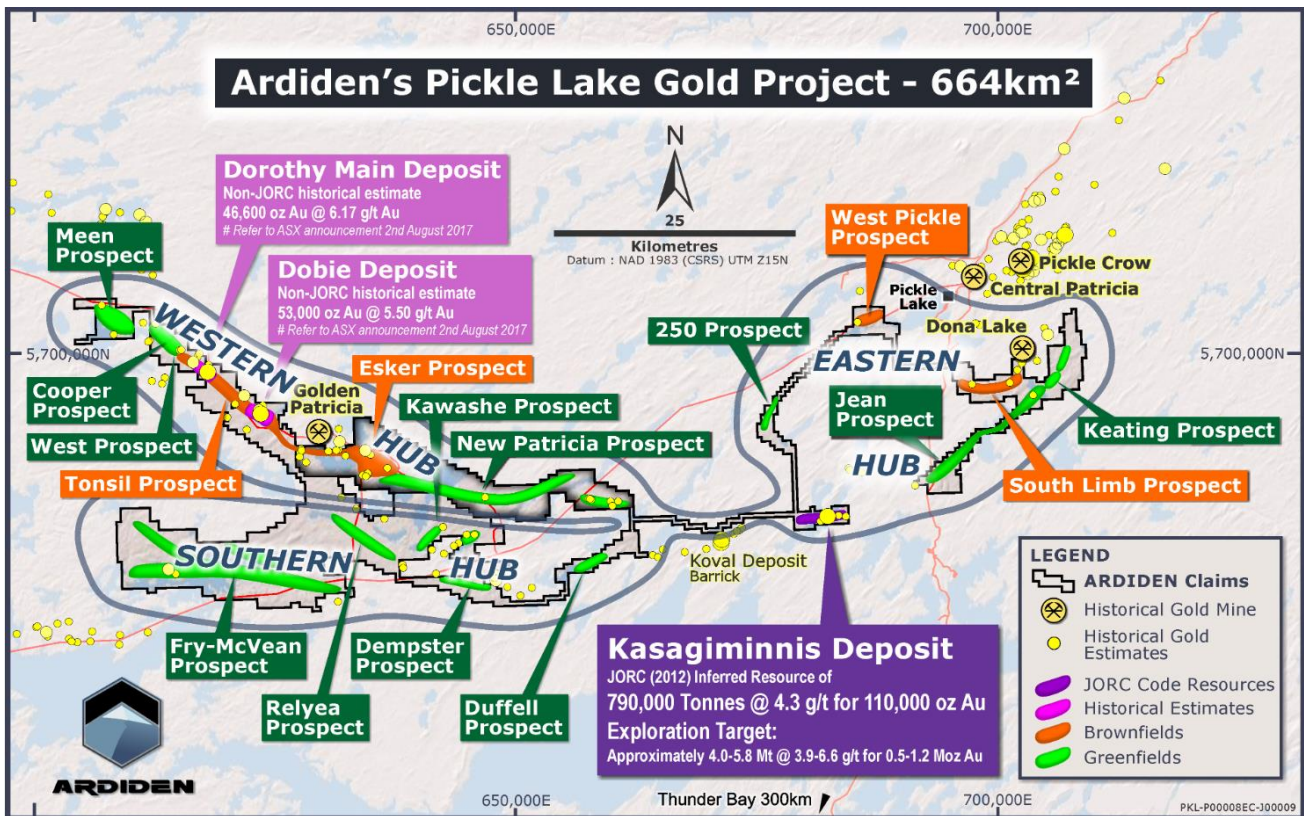 650,000E
700,000E
Ardiden's Pickle Lake Gold Project - 664km²
N
25
Kilometres
Datum : NAD 1983 (CSRS) UTM Z15N
Dorothy Main Deposit
Non-JORC historical estimate
46,600 oz Au @ 6.17 g/t Au
# Refer to ASX announcement 2nd August 2017
Dobie Deposit
Non-JORC historical estimate
53,000 oz Au @ 5.50 g/t Au
# Refer to ASX announcement 2nd August 2017
Meen
Prospect
West Pickle
Prospect
Pickle Crow
Central Patricia
Pickle
Lake
Dona Lake
5,700,000N
5,700,000N
WESTERN
HUB
250 Prospect
EASTERN
HUB
Esker Prospect
Golden
Patricia
Kawashe Prospect
New Patricia Prospect
Cooper
Prospect
West Prospect
Tonsil Prospect
Jean
Prospect
Keating Prospect
South Limb Prospect
SOUTHERN
HUB
Koval Deposit
Barrick
Fry-McVean
Prospect
Relyea
Prospect
Dempster
Prospect
Duffell
Prospect
Kasagiminnis Deposit
JORC (2012) Inferred Resource of
790,000 Tonnes @ 4.3 g/t for 110,000 oz Au
Exploration Target:
Approximately 4.0-5.8 Mt @ 3.9-6.6 g/t for 0.5-1.2 Moz Au
LEGEND
ARDIDEN Claims
Historical Gold Mine
Historical Gold
Estimates
JORC Code Resources
Historical Estimates
Brownfields
Greenfields
ARDIDEN
650,000E
Thunder Bay 300km
700,000E
PKL-P00008EC-J00009